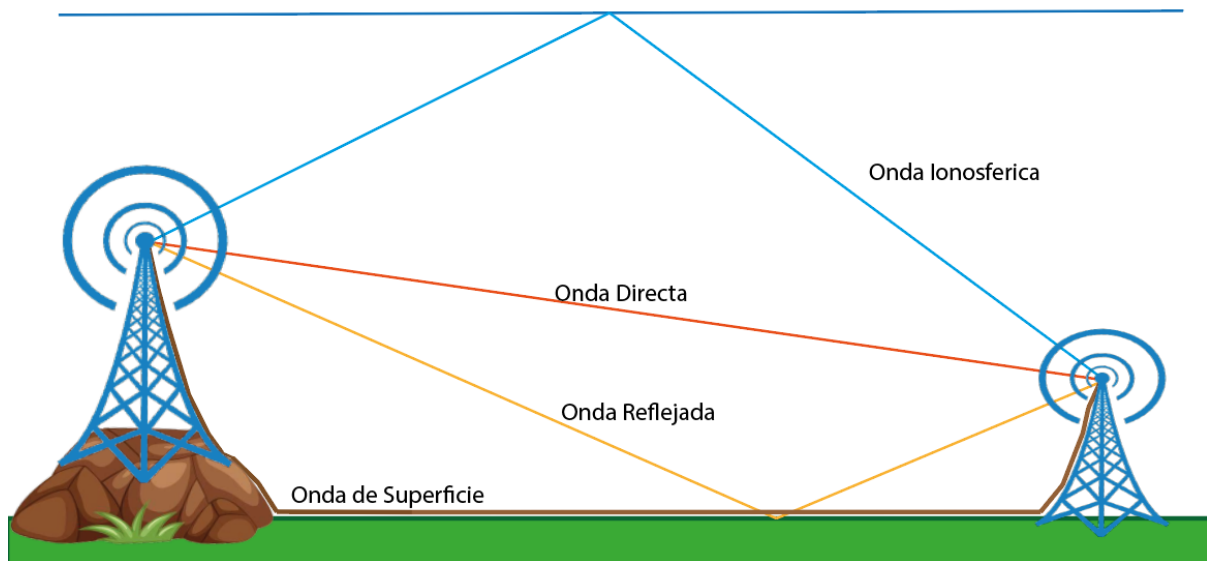 Onda Ionosferica
Onda Directa
Onda Reflejada
Onda de Superficie